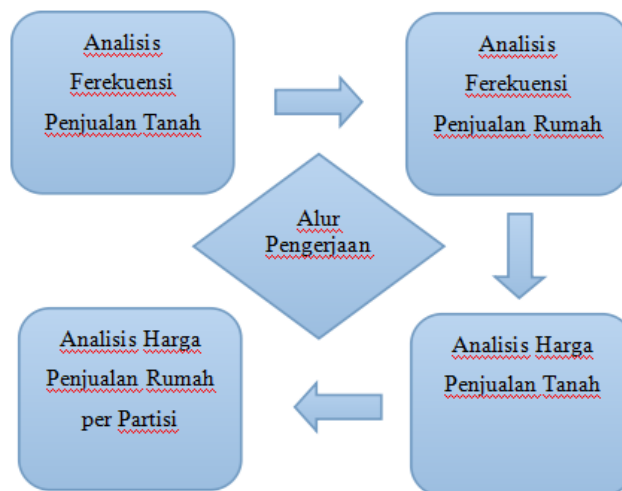 Analisis
Ferekuensi
Penjualan Tanah
Analisis
Ferekuensi
Penjualan Rumah
Alur
Pengerjaan
Analisis Harga
Penjualan Rumah
per Partisi
Analisis Harga
Penjualan Tanah